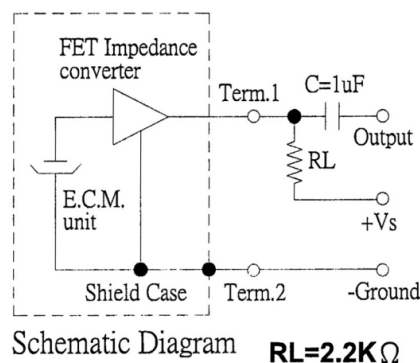 FET Impedance
converter
Term.1
C=1uF
Output
RL
E.C.M.
unit
+Vs
Shield Case
Term.2
-Ground
Schematic Diagram
RL=2.2KΩ